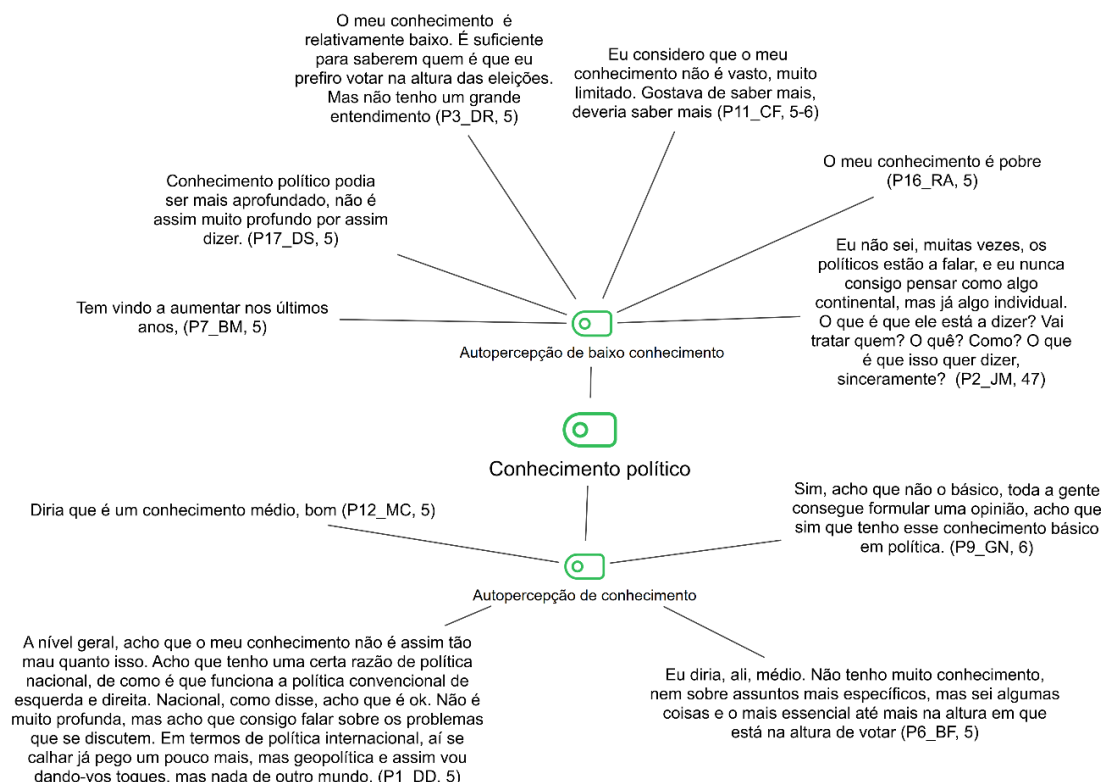 O meu conhecimento é
relativamente baixo. É suficiente
para saberem quem é que eu
prefiro votar na altura das eleições.
Mas não tenho um grande
entendimento (P3_DR, 5)
Eu considero que o meu
conhecimento não é vasto, muito
limitado. Gostava de saber mais,
deveria saber mais (P11_CF, 5-6)
O meu conhecimento é pobre
(P16_RA, 5)
Conhecimento político podia
ser mais aprofundado, não é
assim muito profundo por assim
dizer. (P17_DS, 5)
Eu não sei, muitas vezes, os
políticos estão a falar, e eu nunca
consigo pensar como algo
continental, mas já algo individual.
O que é que ele está a dizer? Vai
tratar quem? O quê? Como? O que
é que isso quer dizer,
sinceramente? (P2_JM, 47)
Tem vindo a aumentar nos últimos
anos, (P7_BM, 5)
Autopercepção de baixo conhecimento
Conhecimento político
Diria que é um conhecimento médio, bom (P12_MC, 5)
Sim, acho que não o básico, toda a gente
consegue formular uma opinião, acho que
sim que tenho esse conhecimento básico
em política. (P9_GN, 6)
Autopercepção de conhecimento
A nível geral, acho que o meu conhecimento não é assim tão
mau quanto isso. Acho que tenho uma certa razão de política
nacional, de como é que funciona a política convencional de
esquerda e direita. Nacional, como disse, acho que é ok. Não é
muito profunda, mas acho que consigo falar sobre os problemas
que se discutem. Em termos de política internacional, aí se
calhar já pego um pouco mais, mas geopolítica e assim vou
dando-vos toques, mas nada de outro mundo. (P1_DD, 5)
Eu diria, ali, médio. Não tenho muito conhecimento,
nem sobre assuntos mais específicos, mas sei algumas
coisas e o mais essencial até mais na altura em que
está na altura de votar (P6_BF, 5)